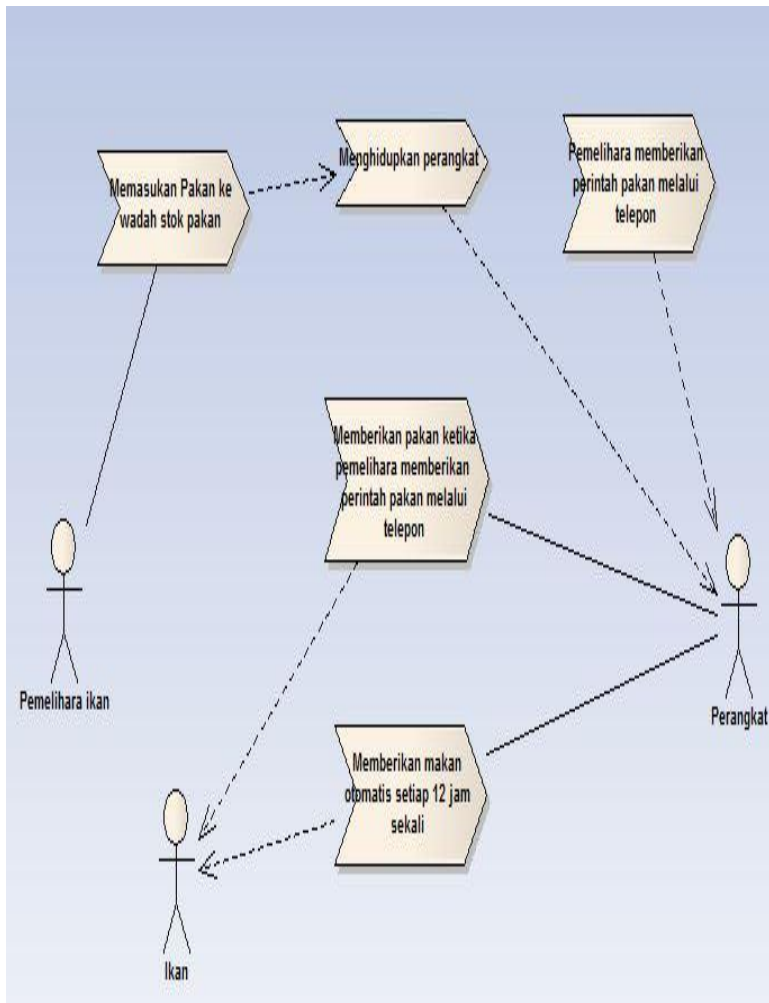 Memasukan Pakan ke
wadah stok pakan
Menghidupkan perangkat
Pemelihara memberikan
perintah pakan melalui
telepon
Memberikan pakan ketika
pemelihara memberikan
perintah pakan melalui
telepon
Pemelihara ikan
Perangkat
Memberikan makan
otomatis setiap 12 jam
sekali
Ikan